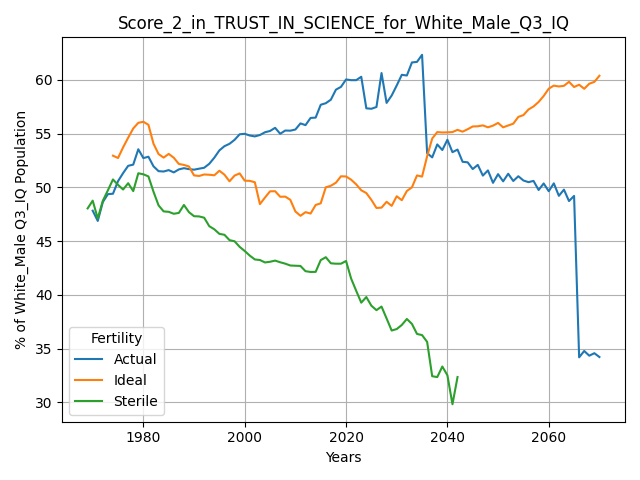 Score_2_in_TRUST_IN_SCIENCE_for_White_Male_Q3_IQ
% of White_Male Q3_IQ Population
60
55
50
45
40
35
30
Fertility
Actual
Ideal
Sterile
1980
2000
2020
2040
2060
Years